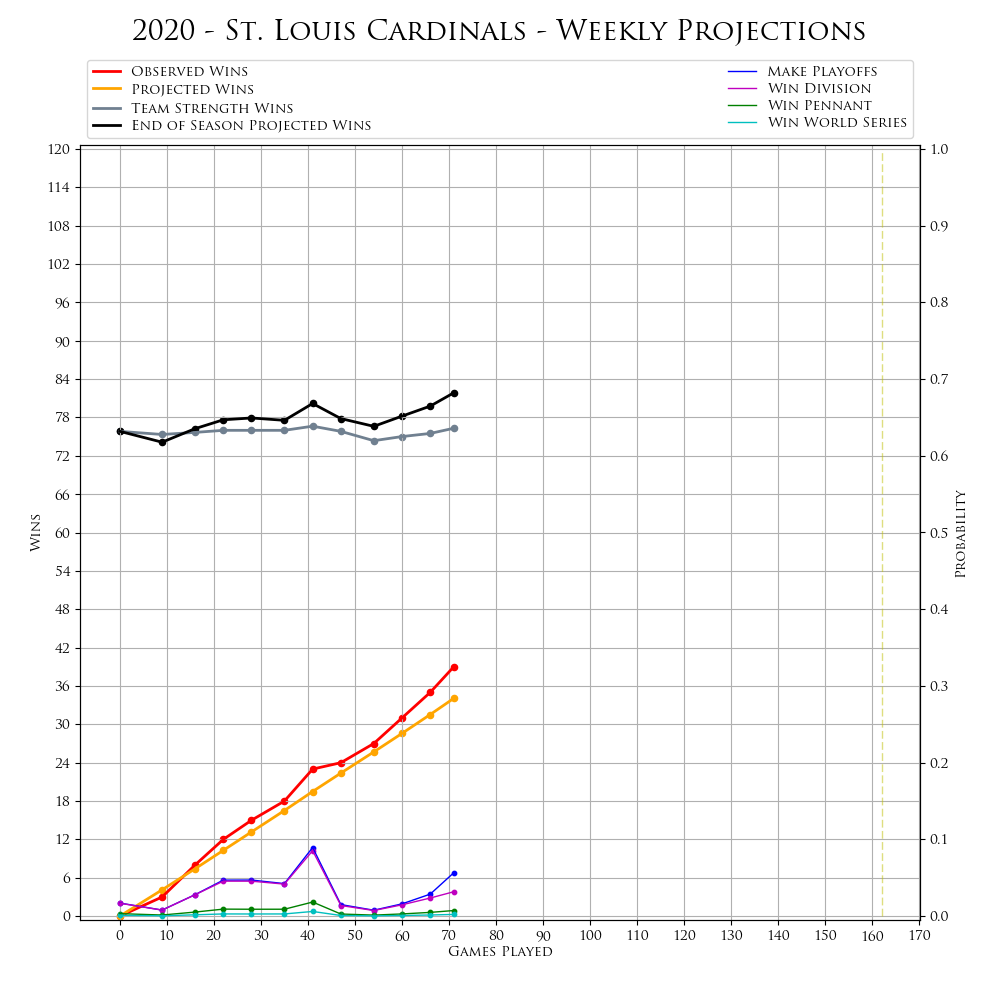 2020 - St. Louis Cardinals - Weekly Projections
Observed Wins
Projected Wins
Team Strength Wins
End of Season Projected Wins
Make Playoffs
Win Division
Win Pennant
Win World Series
120
114
108
102
96
90
84
78
72
66
60
54
48
42
36
30
24
18
12
6
0
Wins
1.0
0.9
0.8
0.7
0.6
0.5
0.4
0.3
0.2
0.1
0.0
Probability
0 10 20 30 40 50 60 70 80 90 100 110 120 130 140 150 160 170
Games Played